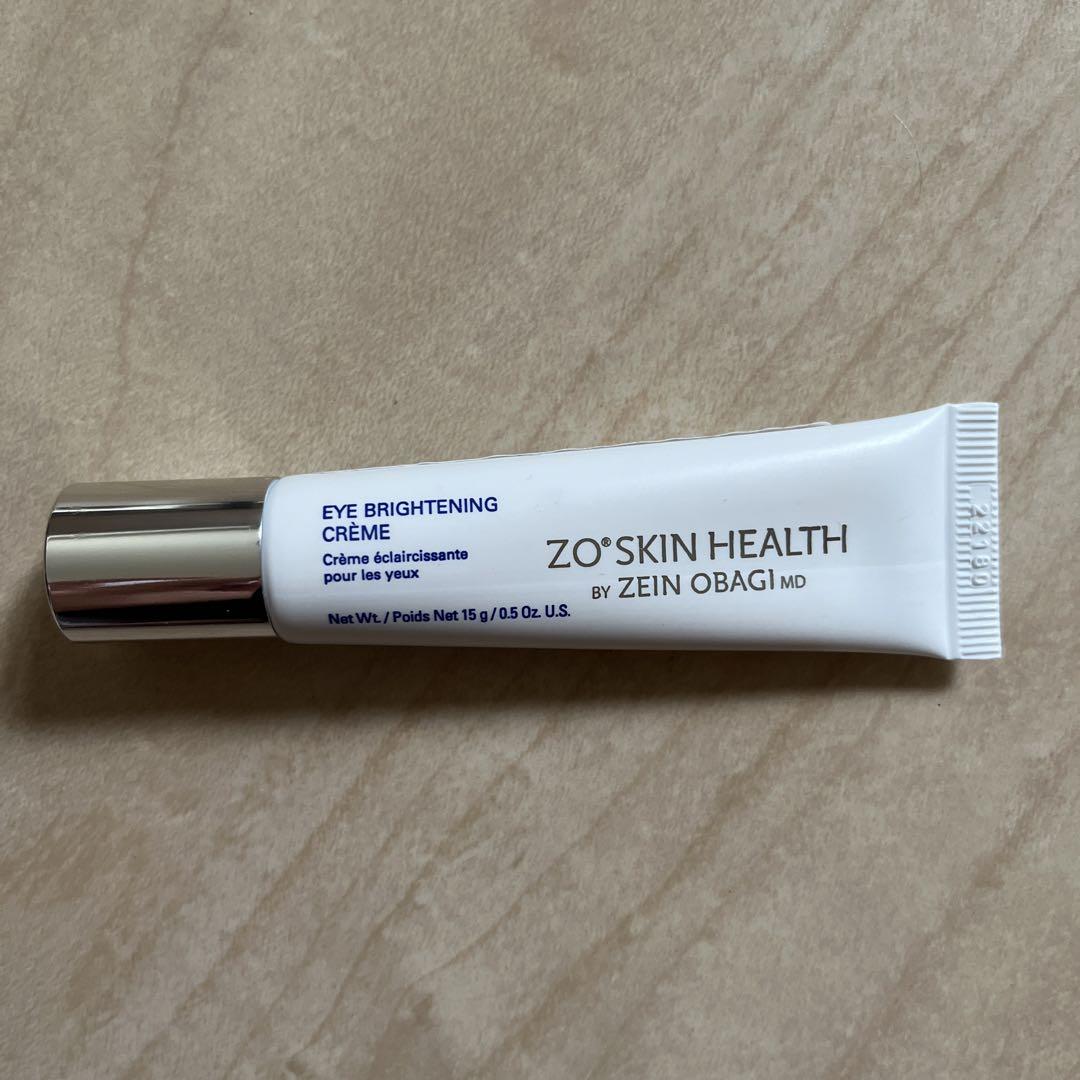 EYE BRIGHTENING
CRÈME
Crème éclaircissante
pour les yeux
Net Wt. / Poids Net 15 g / 0.5 Oz. U.S.
ZO® SKIN HEALTH
BY ZEIN OBAGI MD
22180